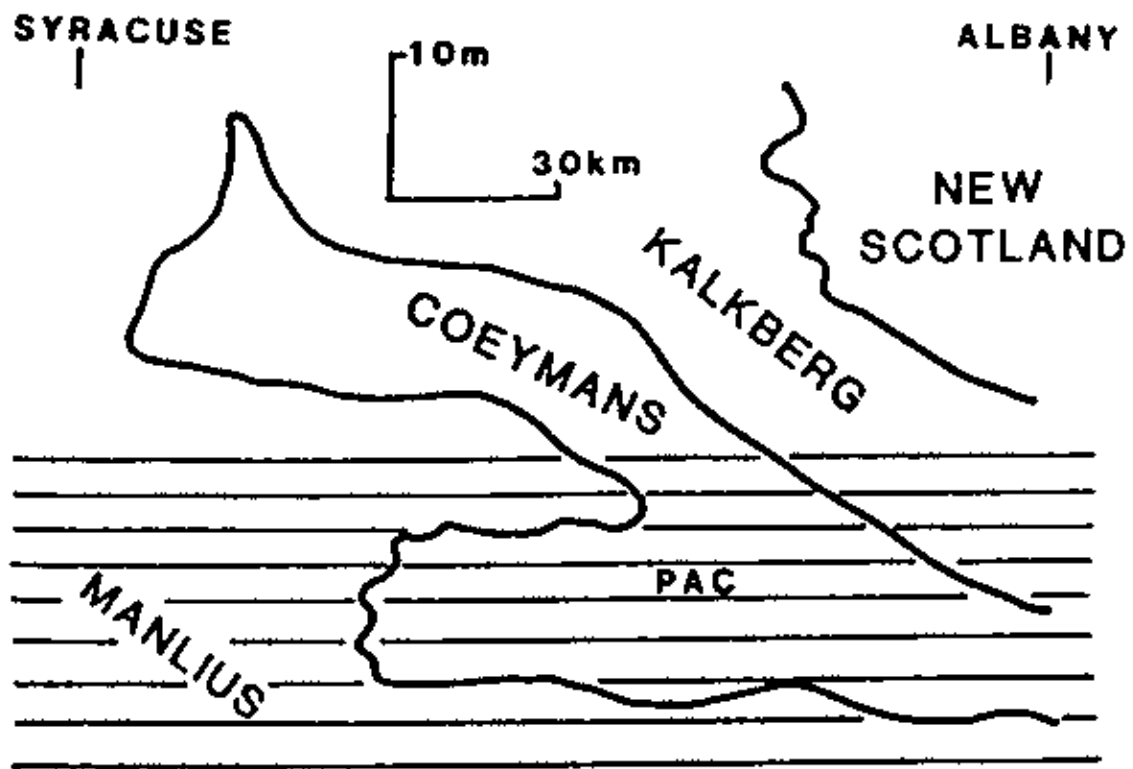 SYRACUSE
ALBANY
10m
30km
NEW
SCOTLAND
KALKBERG
COEYMANS
PAC
MANLIUS